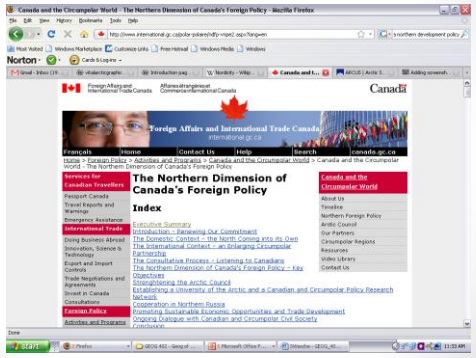 Canada and the Circumpolar World - The Northern Dimension of Canada's Foreign Policy - Mozilla Firefox
File Edit View History Bookmarks Tools Help
Most Visited Windows Marketplace Customize Links Free Hotmail Windows Media Windows
Norton Cards & Log-ins
Canada and t...
Foreign Affairs and International Trade Canada
Affaires étrangères et Commerce international Canada
Canada
Foreign Affairs and International Trade Canada
international.gc.ca
Français Home Contact Us Help Search canada.gc.ca
Home > Foreign Policy > Activities and Programs > Canada and the Circumpolar World > Canada and the Circumpolar
World - The Northern Dimension of Canada's Foreign Policy
Services for
Canadian Travellers
Passport Canada
Travel Reports and
Warnings
Emergency Assistance
International Trade
Doing Business Abroad
Innovation, Science &
Technology
Export and Import
Controls
Trade Negotiations and
Agreements
Invest in Canada
Consultations
Foreign Policy
Activities and Programs
The Northern Dimension of
Canada's Foreign Policy
Index
Executive Summary
Introduction - Renewing Our Commitment
The Domestic Context - the North Coming into its Own
The International Context - an Enlarging Circumpolar
Partnership
The Consultative Process - Listening to Canadians
The Northern Dimension of Canada's Foreign Policy - Key
Objectives
Strengthening the Arctic Council
Establishing a University of the Arctic and a Canadian and Circumpolar Policy Research
Network
Cooperation in Northern Russia
Promoting Sustainable Economic Opportunities and Trade Development
Ongoing Dialogue with Canadian and Circumpolar Civil Society
Conclusion
Canada and the
Circumpolar World
About Us
Timeline
Northern Foreign Policy
Arctic Council
Our Partners
Circumpolar Regions
Resources
Video Library
Contact Us
Done
start
11:53 AM